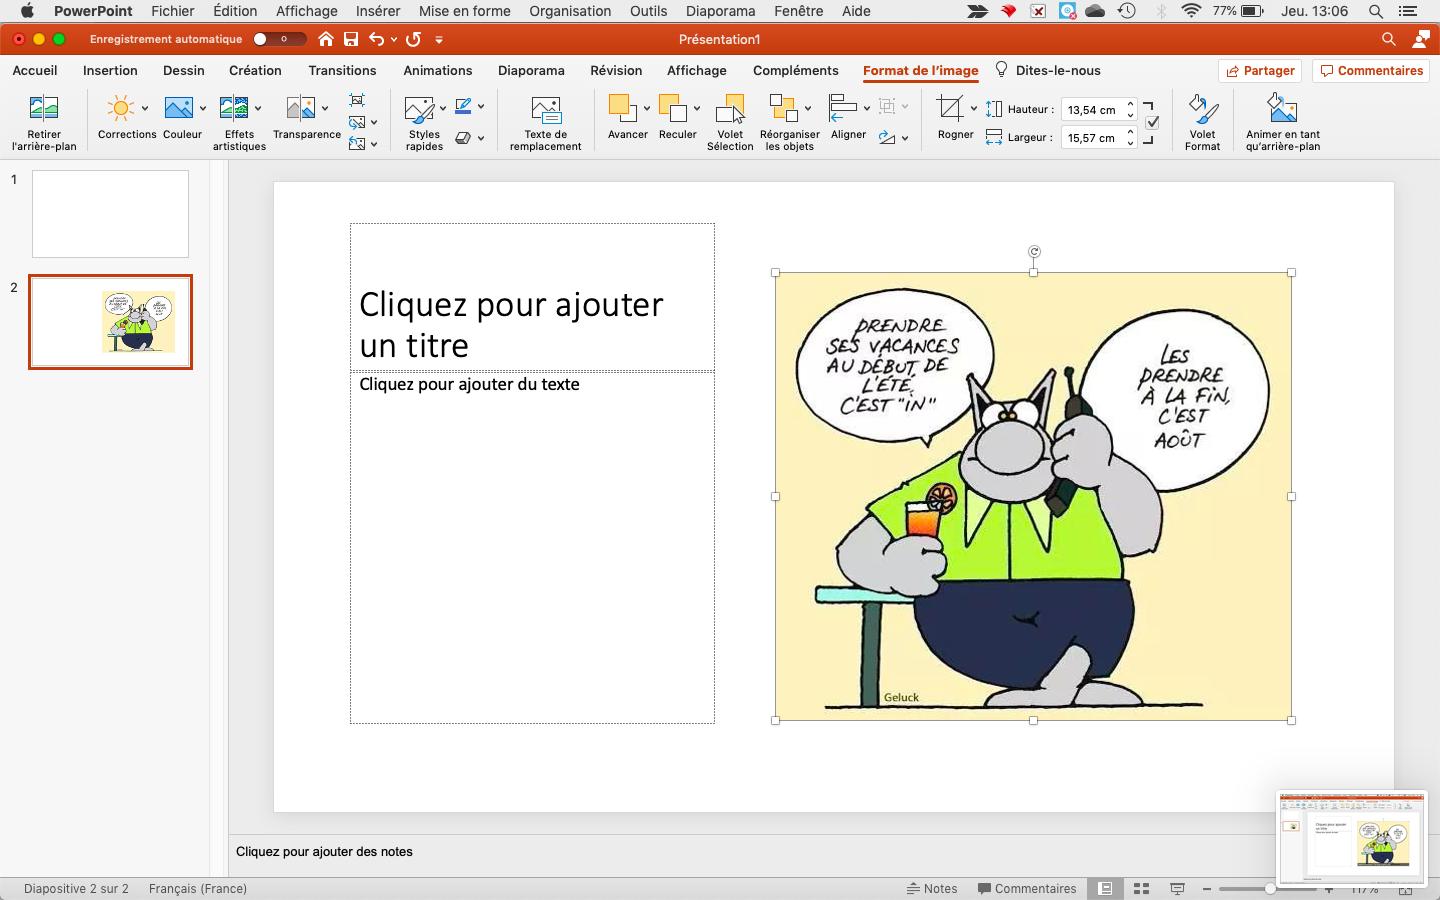 PowerPoint Fichier Édition Affichage Insérer Mise en forme Organisation Outils Diaporama Fenêtre Aide 77% Jeu. 13:06
Enregistrement automatique Présentation1
Accueil Insertion Dessin Création Transitions Animations Diaporama Révision Affichage Compléments Format de l'image Dites-le-nous Partager Commentaires
Retirer
l'arrière-plan
Corrections
Couleur
Effets
artistiques
Transparence
Styles
rapides
Texte de
remplacement
Avancer
Reculer
Volet
Sélection
Réorganiser
les objets
Aligner
Rogner
Hauteur : 13,54 cm
Largeur : 15,57 cm
Volet
Format
Animer en tant
qu'arrière-plan
1
2
Cliquez pour ajouter
un titre
Cliquez pour ajouter du texte
PRENDRE
SES VACANCES
AU DÉBUT DE
L'ÉTÉ,
C'EST "IN"
LES
PRENDRE
À LA FIN,
C'EST
AOÛT
Geluck
Cliquez pour ajouter des notes
Diapositive 2 sur 2 Français (France) Notes Commentaires 117%